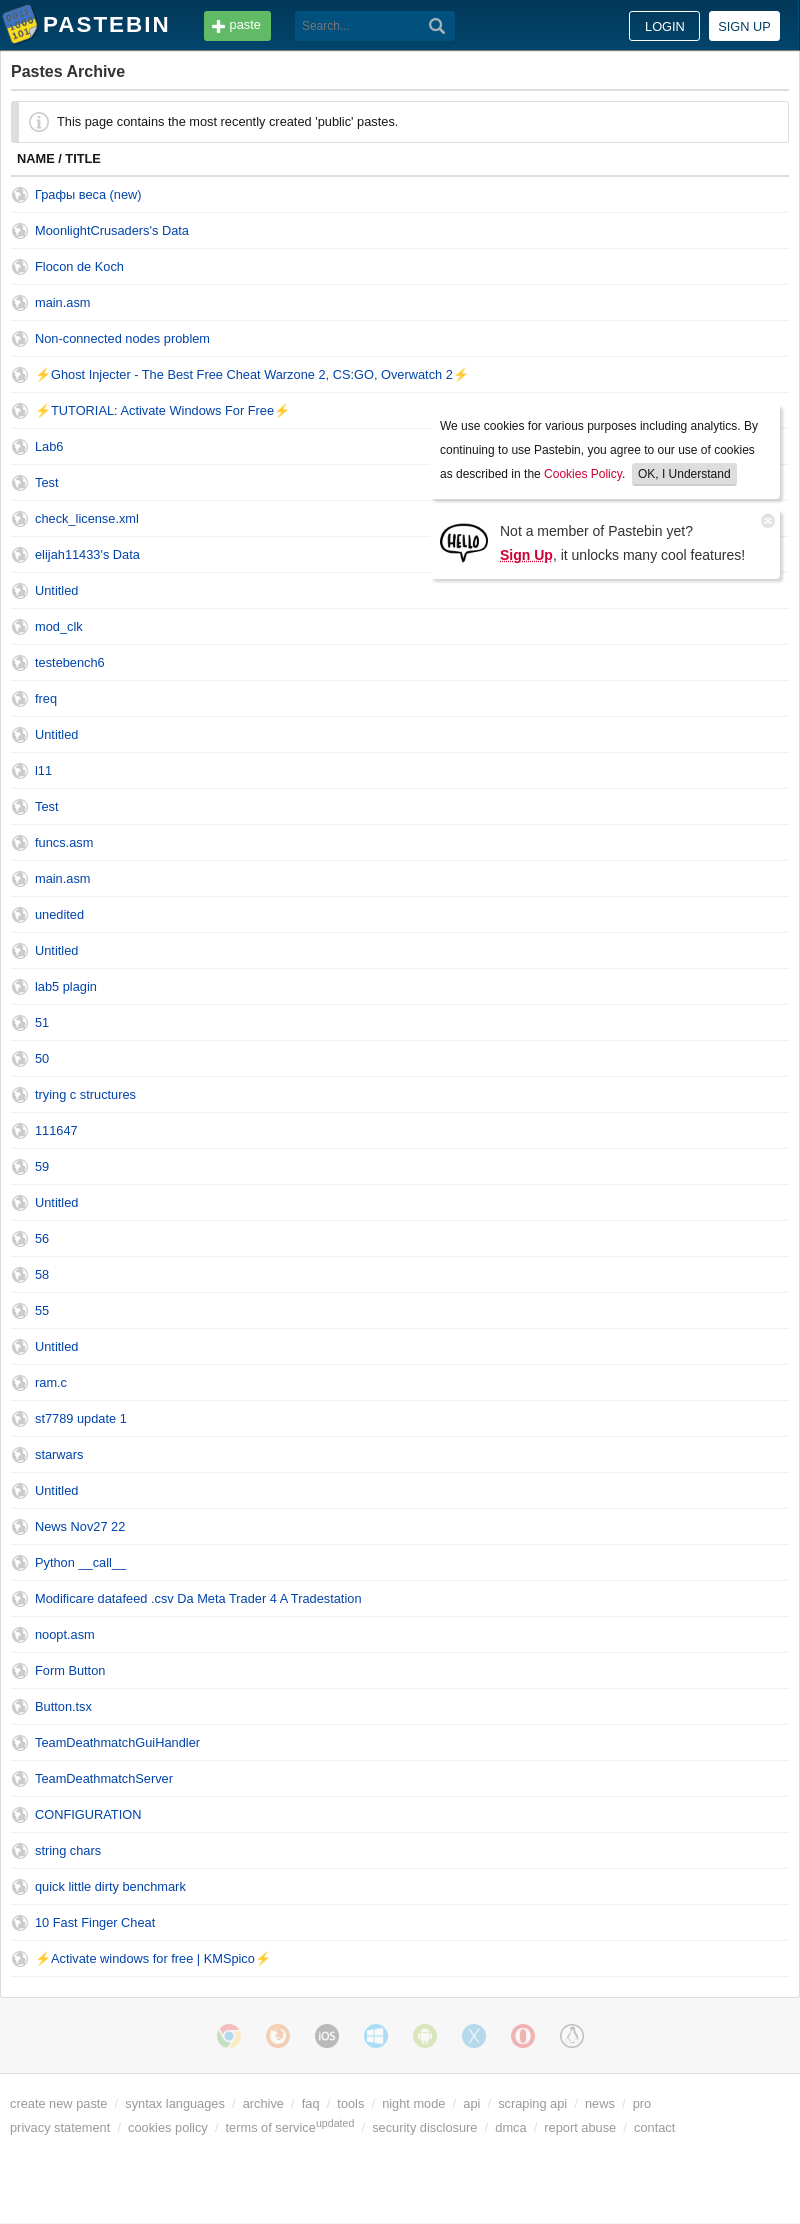 PASTEBIN paste Search... LOGIN SIGN UP
Pastes Archive
This page contains the most recently created 'public' pastes.
NAME / TITLE
Графы веса (new)
MoonlightCrusaders's Data
Flocon de Koch
main.asm
Non-connected nodes problem
⚡Ghost Injecter - The Best Free Cheat Warzone 2, CS:GO, Overwatch 2⚡
⚡TUTORIAL: Activate Windows For Free⚡
Lab6
Test
check_license.xml
elijah11433's Data
We use cookies for various purposes including analytics. By
continuing to use Pastebin, you agree to our use of cookies
as described in the Cookies Policy. OK, I Understand
HELLO
Not a member of Pastebin yet?
Sign Up, it unlocks many cool features!
Untitled
mod_clk
testebench6
freq
Untitled
l11
Test
funcs.asm
main.asm
unedited
Untitled
lab5 plagin
51
50
trying c structures
111647
59
Untitled
56
58
55
Untitled
ram.c
st7789 update 1
starwars
Untitled
News Nov27 22
Python __call__
Modificare datafeed .csv Da Meta Trader 4 A Tradestation
noopt.asm
Form Button
Button.tsx
TeamDeathmatchGuiHandler
TeamDeathmatchServer
CONFIGURATION
string chars
quick little dirty benchmark
10 Fast Finger Cheat
⚡Activate windows for free | KMSpico⚡
iOS
create new paste / syntax languages / archive / faq / tools / night mode / api / scraping api / news / pro
privacy statement / cookies policy / terms of service updated / security disclosure / dmca / report abuse / contact